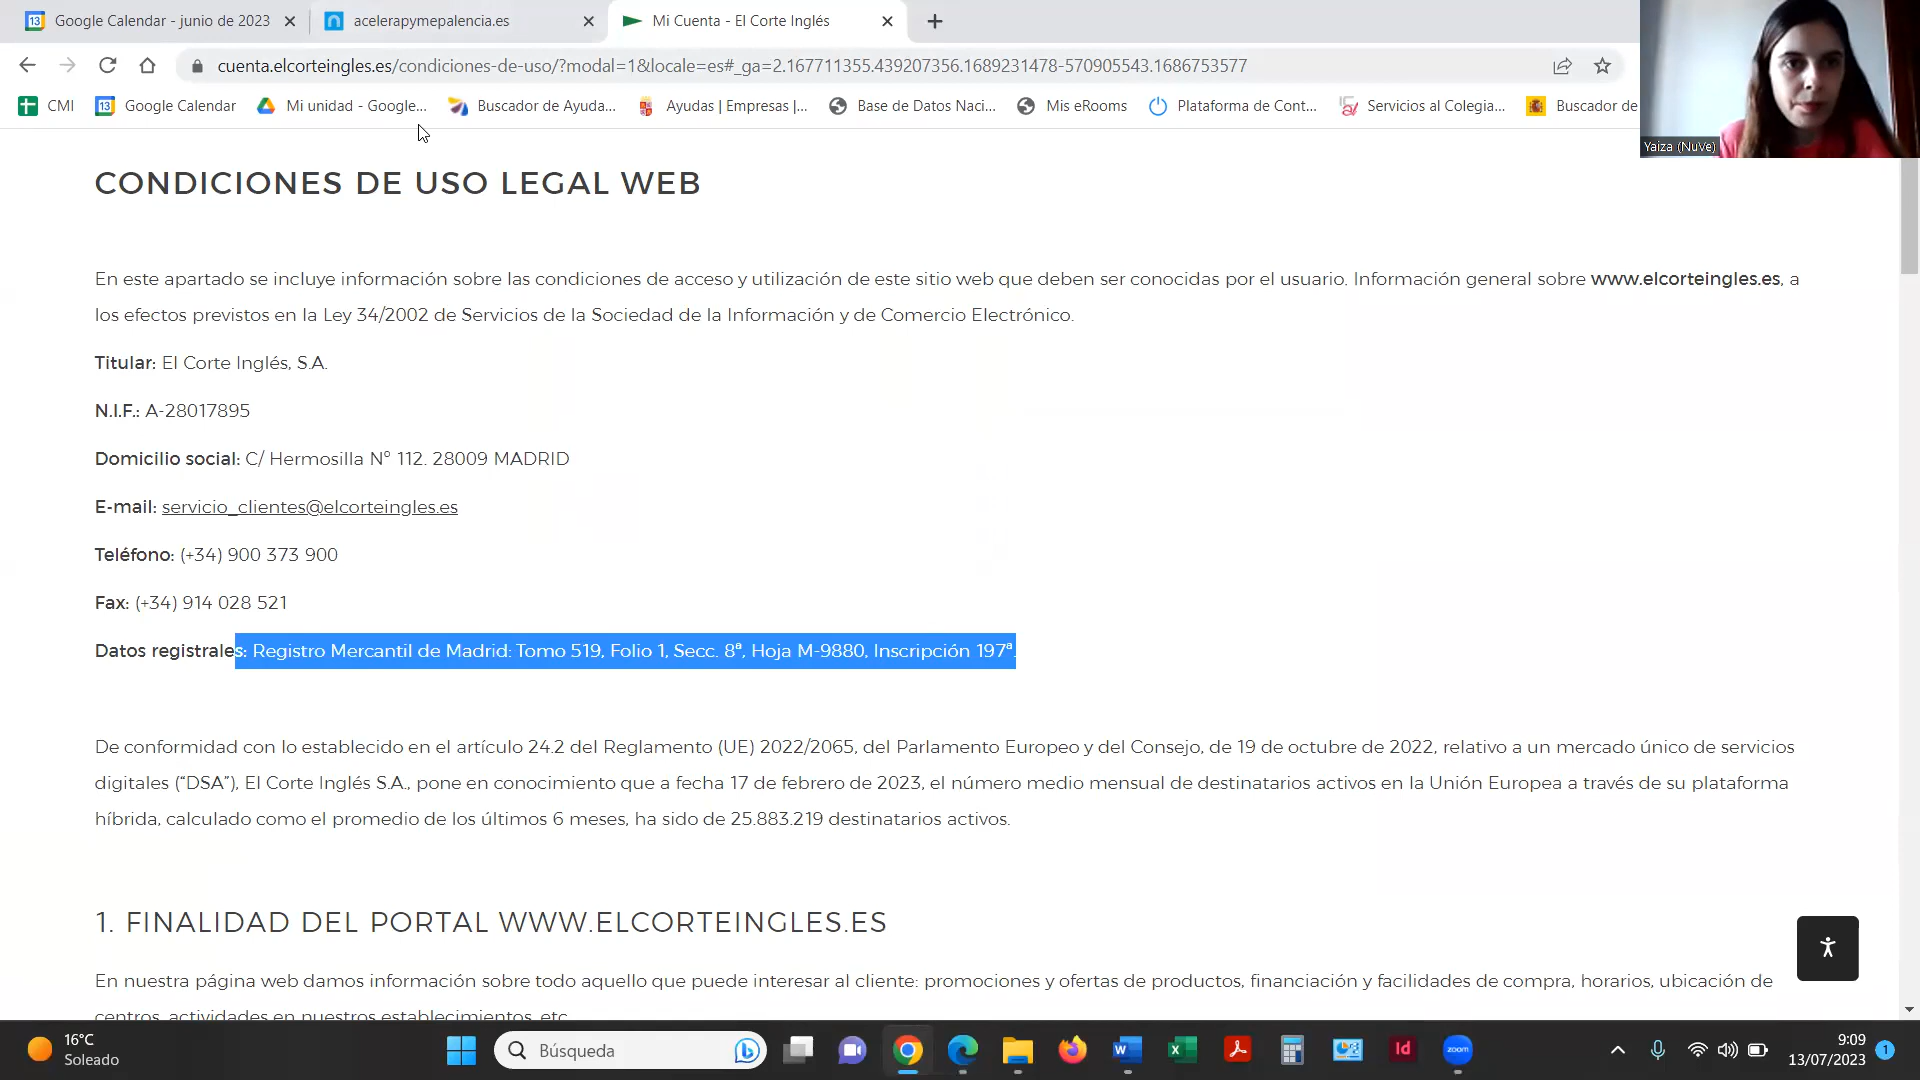 Google Calendar - junio de 2023
acelerapymepalencia.es
Mi Cuenta - El Corte Inglés
cuenta.elcorteingles.es/condiciones-de-uso/?modal=1&locale=es#_ga=2.167711355.439207356.1689231478-570905543.1686753577
CMI
Google Calendar
Mi unidad - Google...
Buscador de Ayuda...
Ayudas | Empresas |...
Base de Datos Naci...
Mis eRooms
Plataforma de Cont...
Servicios al Colegia...
Buscador de
Yaiza (NuVe)
CONDICIONES DE USO LEGAL WEB
En este apartado se incluye información sobre las condiciones de acceso y utilización de este sitio web que deben ser conocidas por el usuario. Información general sobre www.elcorteingles.es, a
los efectos previstos en la Ley 34/2002 de Servicios de la Sociedad de la Información y de Comercio Electrónico.
Titular: El Corte Inglés, S.A.
N.I.F.: A-28017895
Domicilio social: C/ Hermosilla Nº 112. 28009 MADRID
E-mail: servicio_clientes@elcorteingles.es
Teléfono: (+34) 900 373 900
Fax: (+34) 914 028 521
Datos registrales: Registro Mercantil de Madrid: Tomo 519, Folio 1, Secc. 8ª, Hoja M-9880, Inscripción 197ª.
De conformidad con lo establecido en el artículo 24.2 del Reglamento (UE) 2022/2065, del Parlamento Europeo y del Consejo, de 19 de octubre de 2022, relativo a un mercado único de servicios
digitales (“DSA”), El Corte Inglés S.A., pone en conocimiento que a fecha 17 de febrero de 2023, el número medio mensual de destinatarios activos en la Unión Europea a través de su plataforma
híbrida, calculado como el promedio de los últimos 6 meses, ha sido de 25.883.219 destinatarios activos.
1. FINALIDAD DEL PORTAL WWW.ELCORTEINGLES.ES
En nuestra página web damos información sobre todo aquello que puede interesar al cliente: promociones y ofertas de productos, financiación y facilidades de compra, horarios, ubicación de
centros, actividades en nuestros establecimientos, etc.
16°C
Soleado
Búsqueda
Id
zoom
9:09
13/07/2023
1